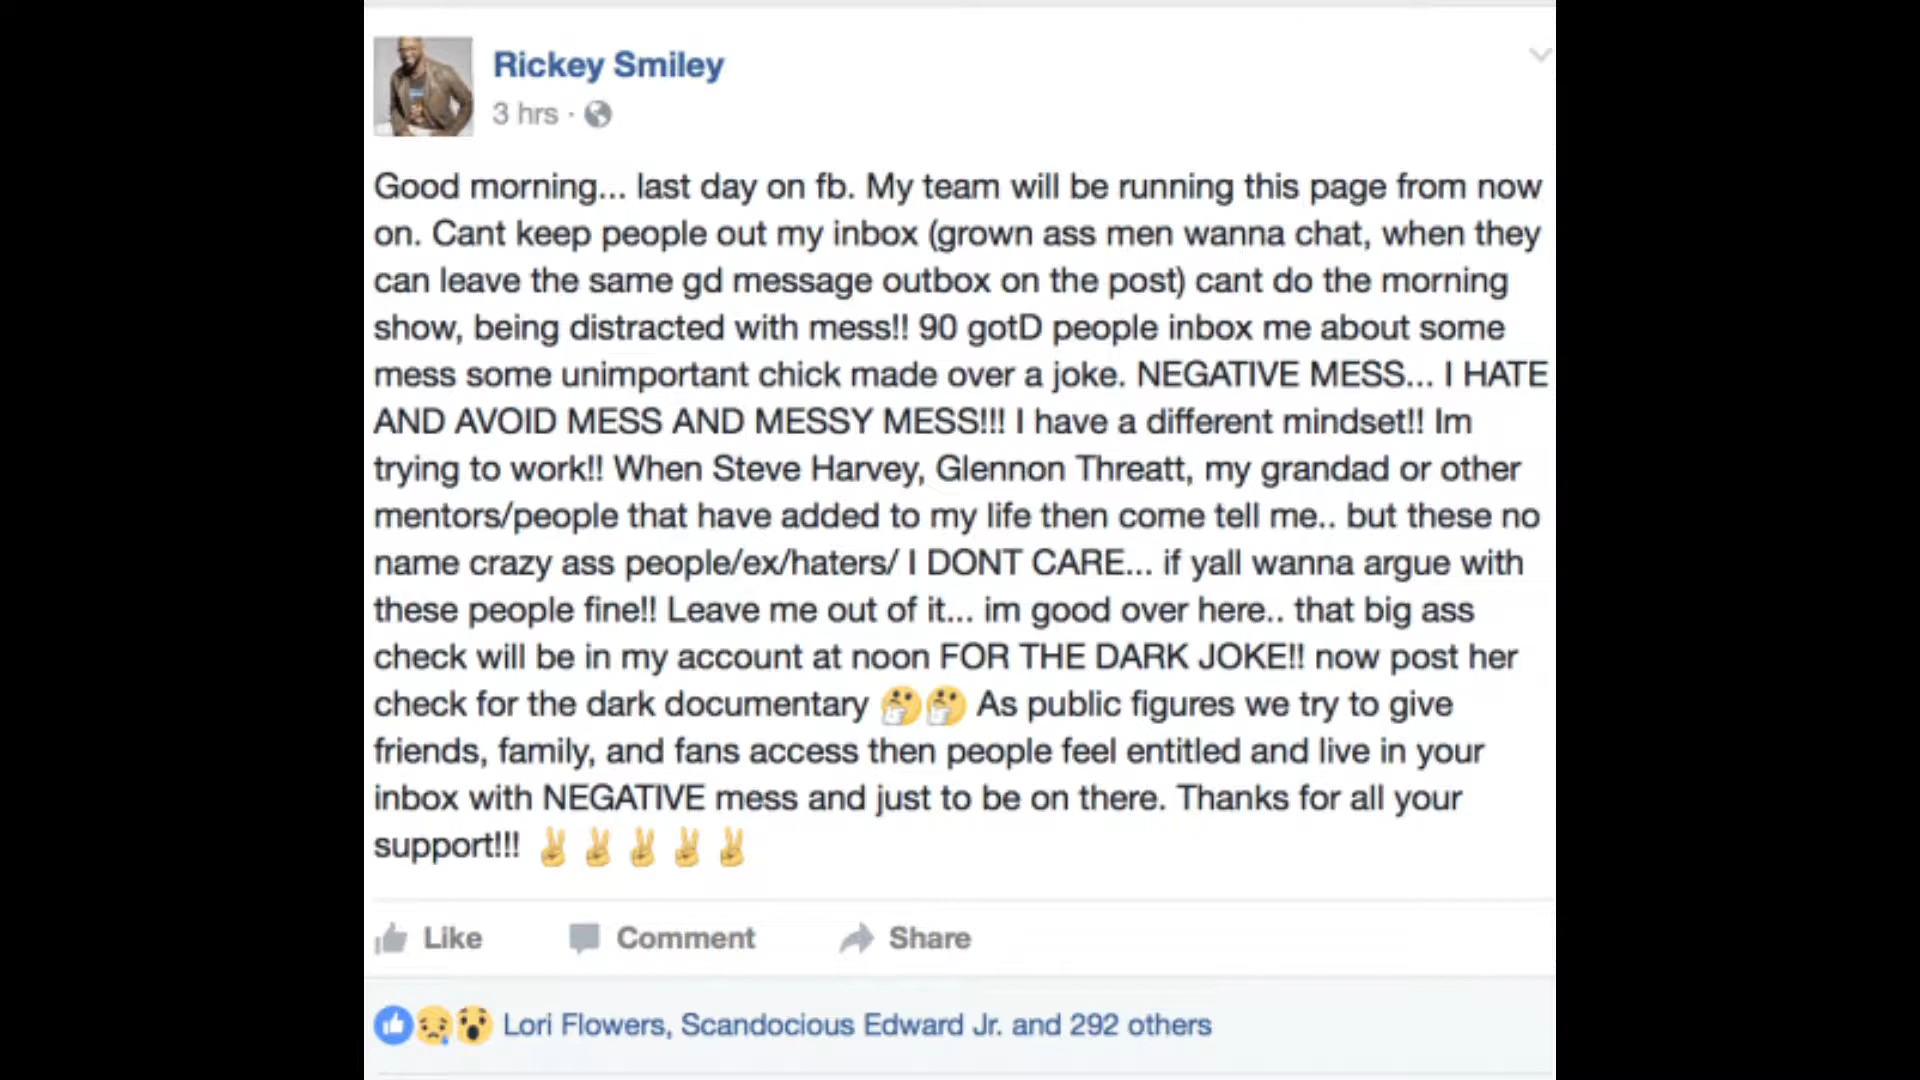 Rickey Smiley
3 hrs ·
Good morning... last day on fb. My team will be running this page from now
on. Cant keep people out my inbox (grown ass men wanna chat, when they
can leave the same gd message outbox on the post) cant do the morning
show, being distracted with mess!! 90 gotD people inbox me about some
mess some unimportant chick made over a joke. NEGATIVE MESS... I HATE
AND AVOID MESS AND MESSY MESS!!! I have a different mindset!! Im
trying to work!! When Steve Harvey, Glennon Threatt, my grandad or other
mentors/people that have added to my life then come tell me.. but these no
name crazy ass people/ex/haters/ I DONT CARE... if yall wanna argue with
these people fine!! Leave me out of it... im good over here.. that big ass
check will be in my account at noon FOR THE DARK JOKE!! now post her
check for the dark documentary 🤔🤔 As public figures we try to give
friends, family, and fans access then people feel entitled and live in your
inbox with NEGATIVE mess and just to be on there. Thanks for all your
support!!! ✌✌✌✌✌
Like Comment Share
Lori Flowers, Scandocious Edward Jr. and 292 others